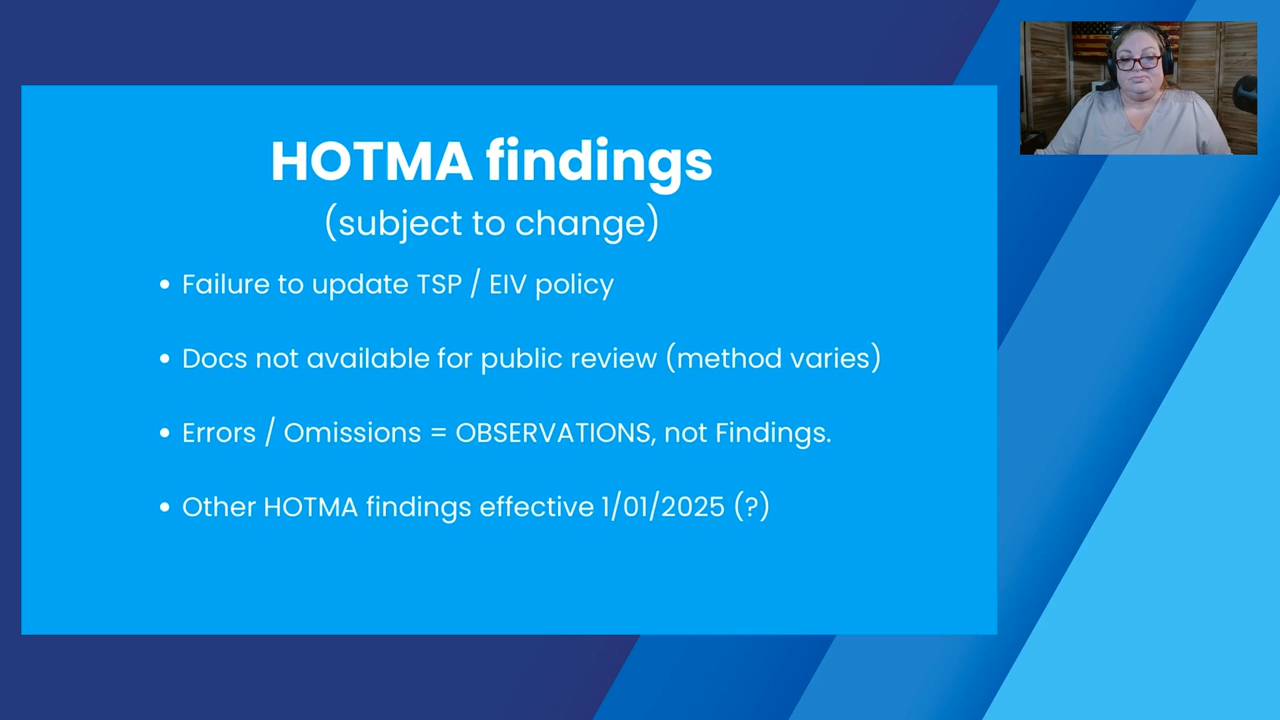 HOTMA findings
(subject to change)
• Failure to update TSP / EIV policy
• Docs not available for public review (method varies)
• Errors / Omissions = OBSERVATIONS, not Findings.
• Other HOTMA findings effective 1/01/2025 (?)